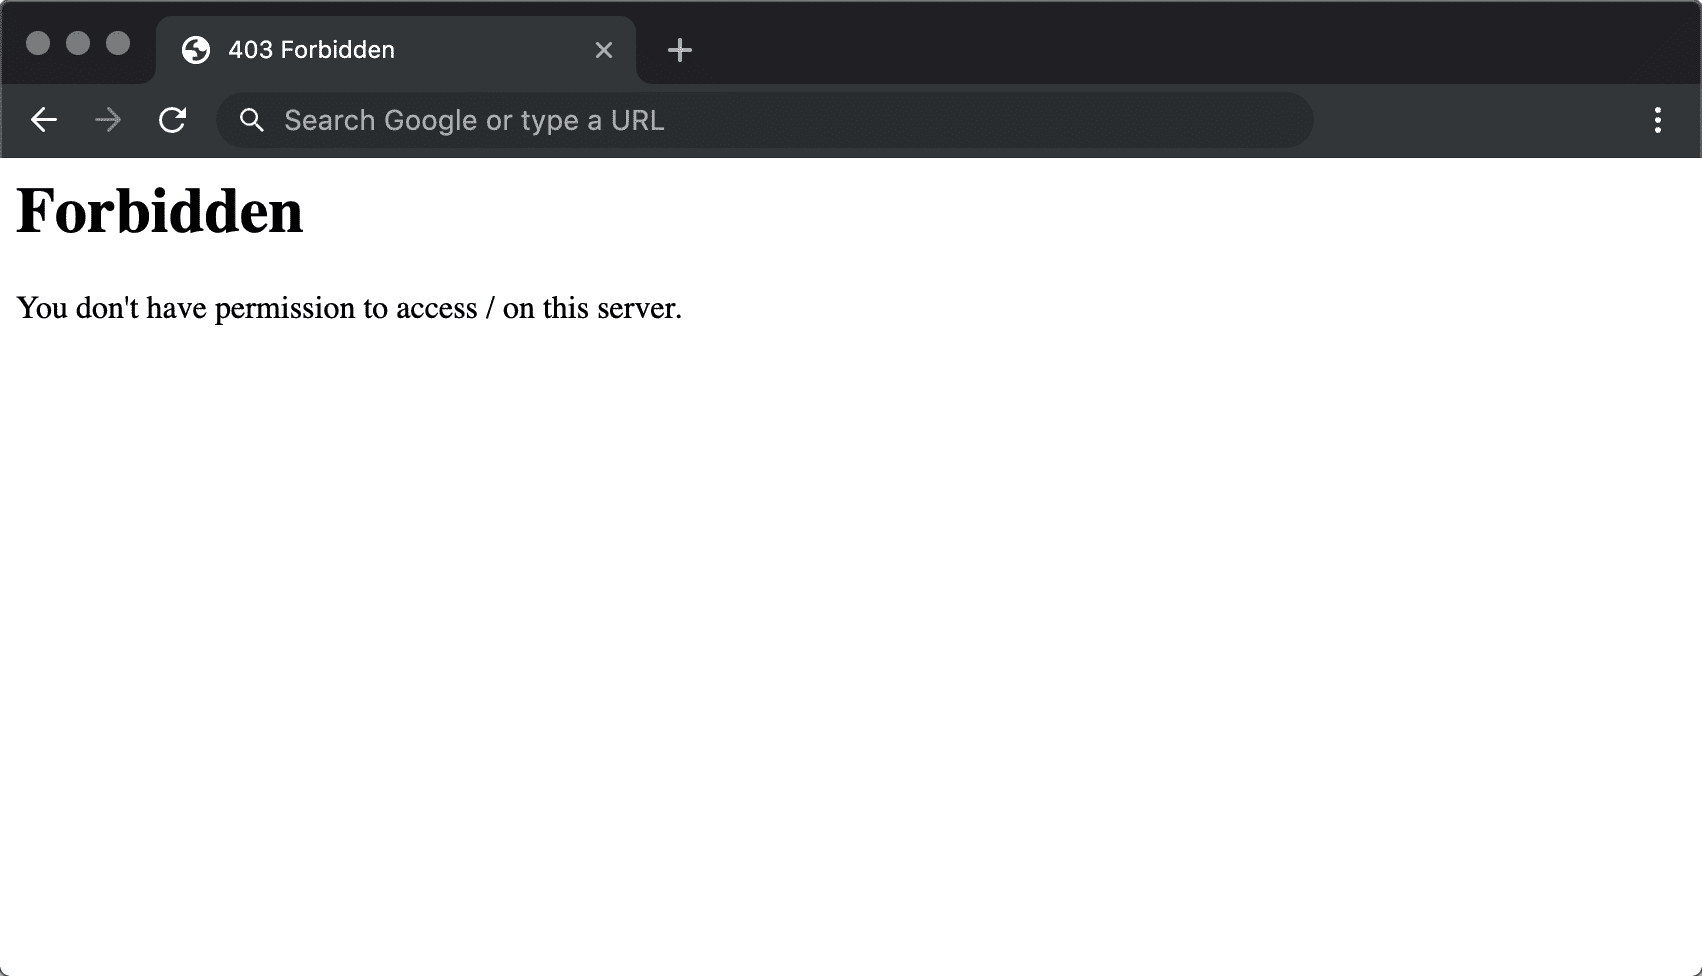 403 Forbidden
Search Google or type a URL
Forbidden
You don't have permission to access / on this server.